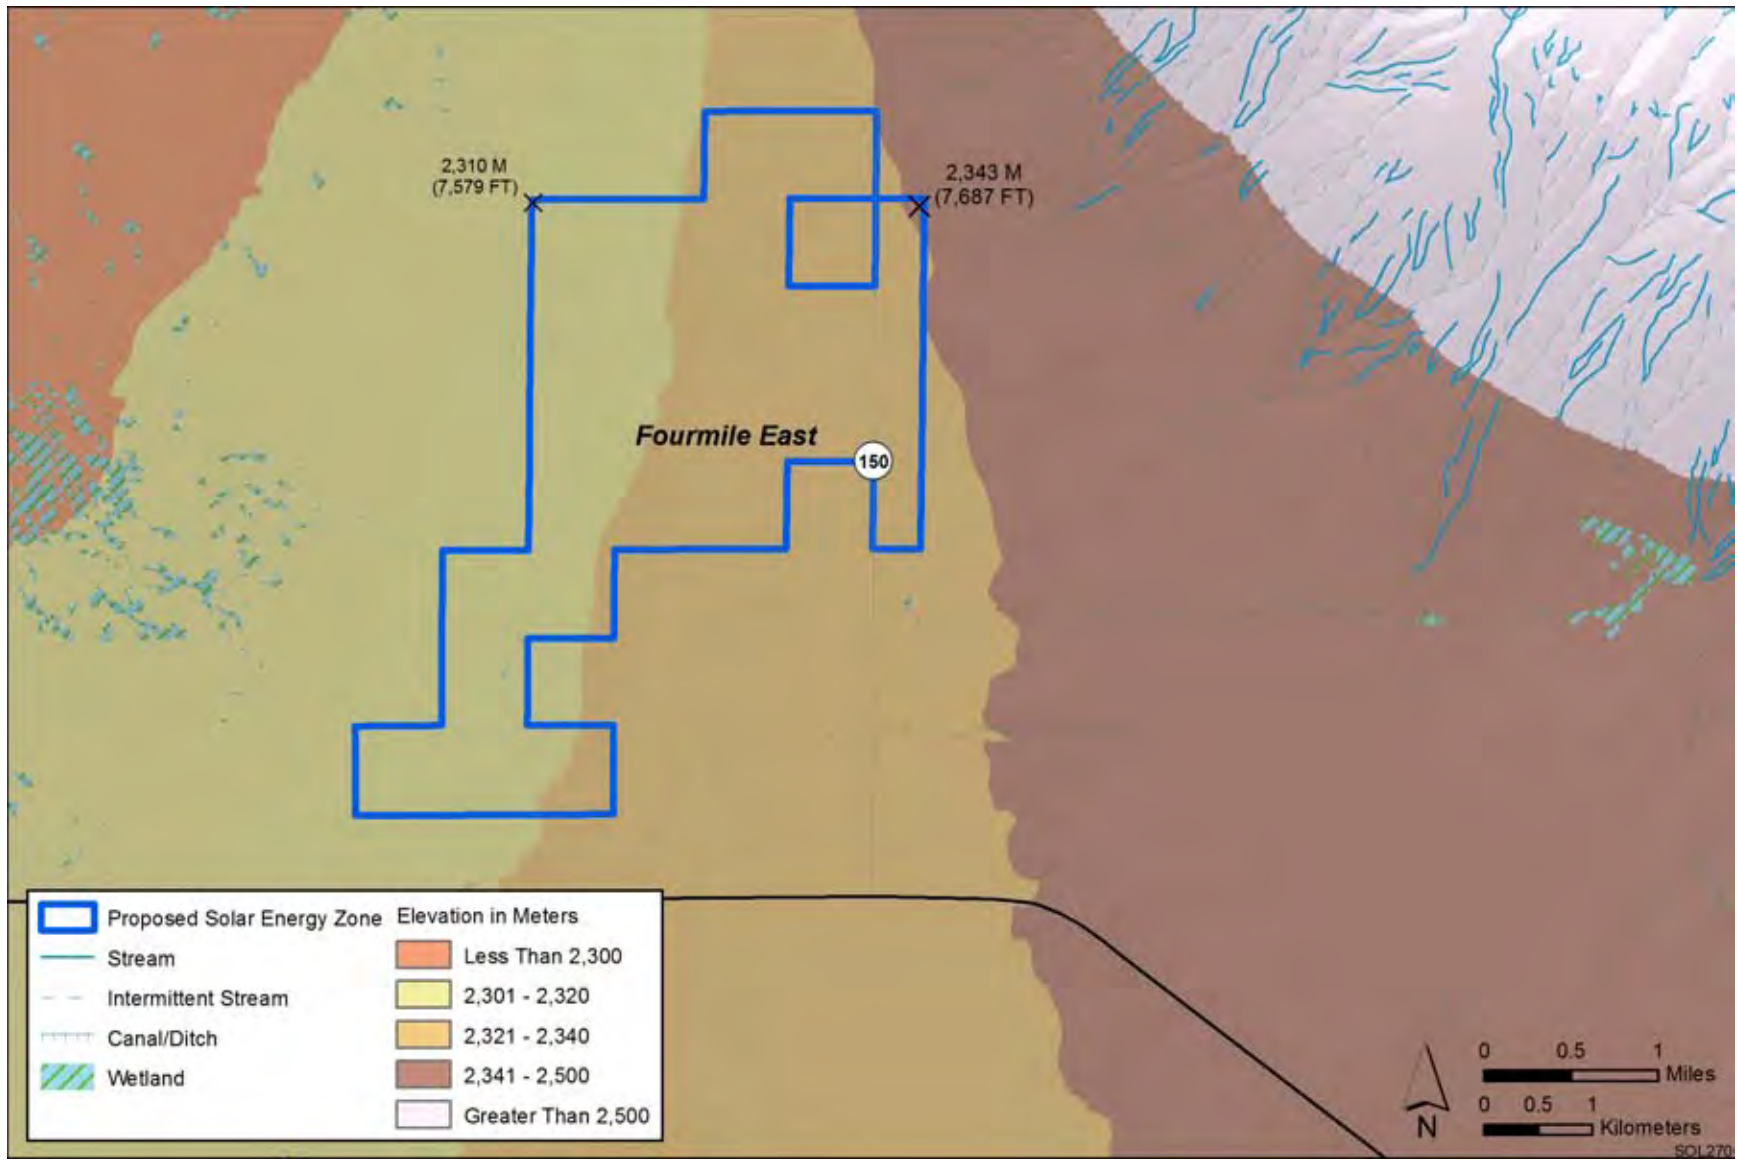 2,310 M
(7,579 FT)
2,343 M
(7,687 FT)
Fourmile East
150
Proposed Solar Energy Zone
Stream
Intermittent Stream
Canal/Ditch
Wetland
Elevation in Meters
Less Than 2,300
2,301 - 2,320
2,321 - 2,340
2,341 - 2,500
Greater Than 2,500
N
0 0.5 1
Miles
0 0.5 1
Kilometers
SOL270